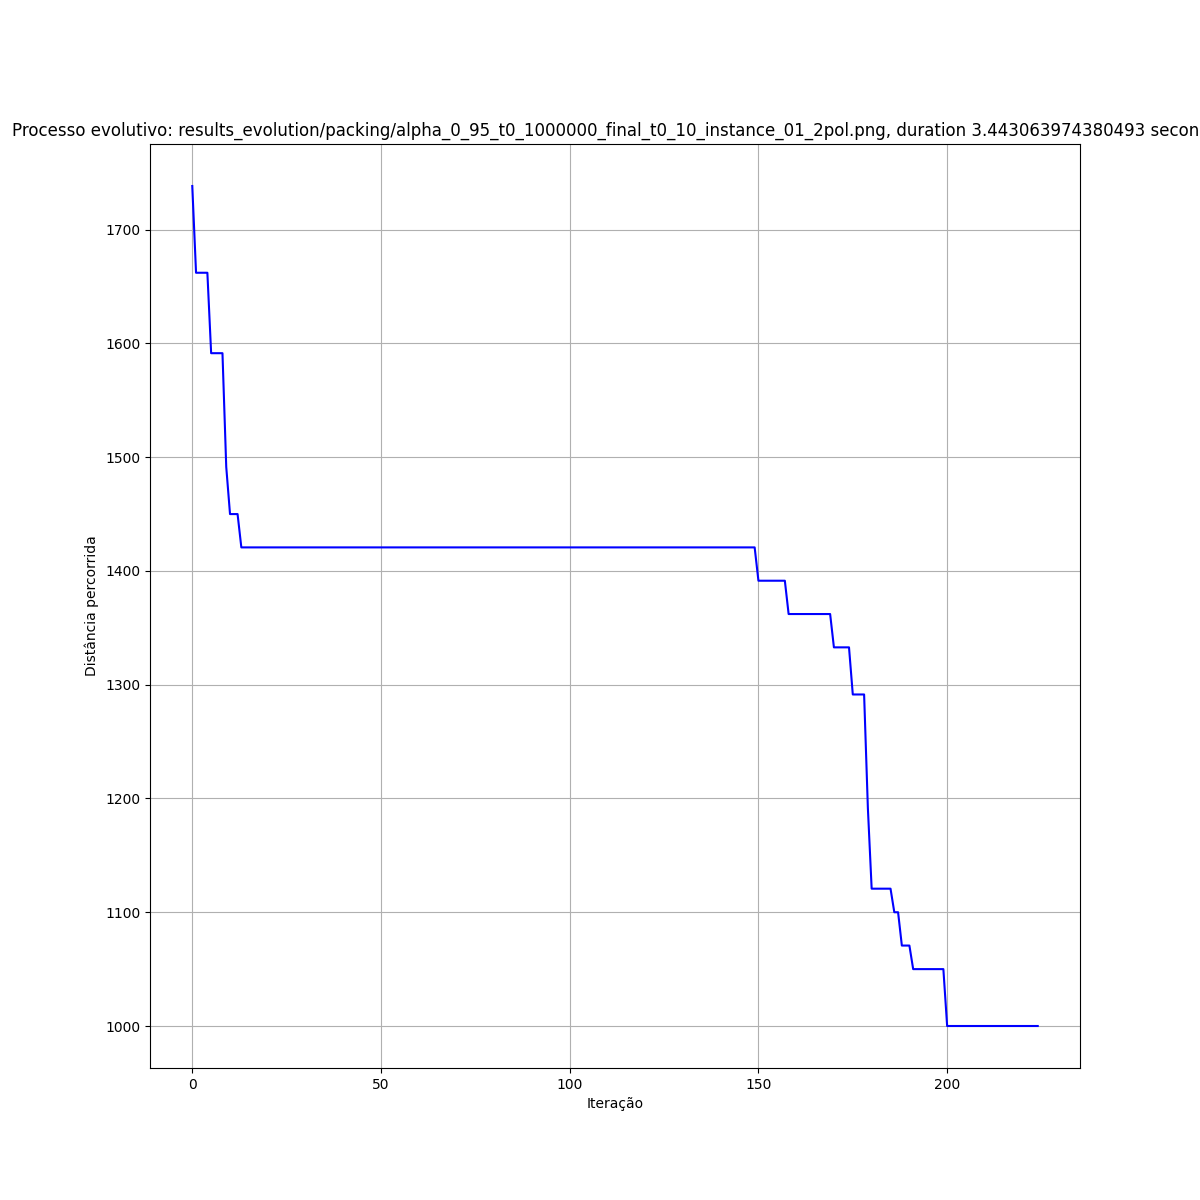 Processo evolutivo: results_evolution/packing/alpha_0_95_t0_1000000_final_t0_10_instance_01_2pol.png, duration 3.443063974380493 secon
1700
1600
1500
1400
1300
1200
1100
1000
Distância percorrida
0 50 100 150 200
Iteração